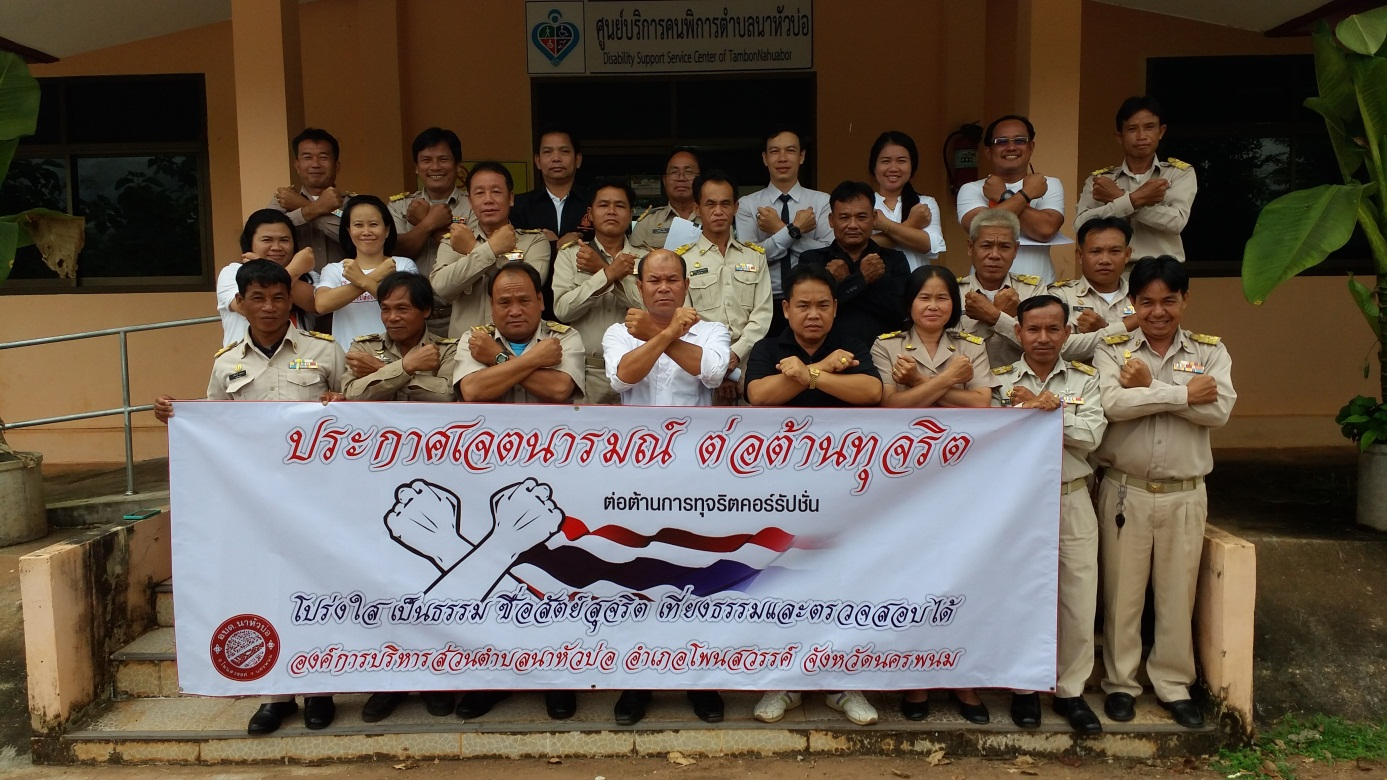 ศูนย์บริการคนพิการตำบลนาหัวบ่อ
Disability Support Service Center of TambonNahuabor
ประกาศเจตนารมณ์ ต่อต้านทุจริต
ต่อต้านการทุจริตคอร์รัปชั่น
โปร่งใส เป็นธรรม ซื่อสัตย์สุจริต เที่ยงธรรมและตรวจสอบได้
อบต.นาหัวบ่อ
องค์การบริหารส่วนตำบลนาหัวบ่อ อำเภอโพนสวรรค์ จังหวัดนครพนม